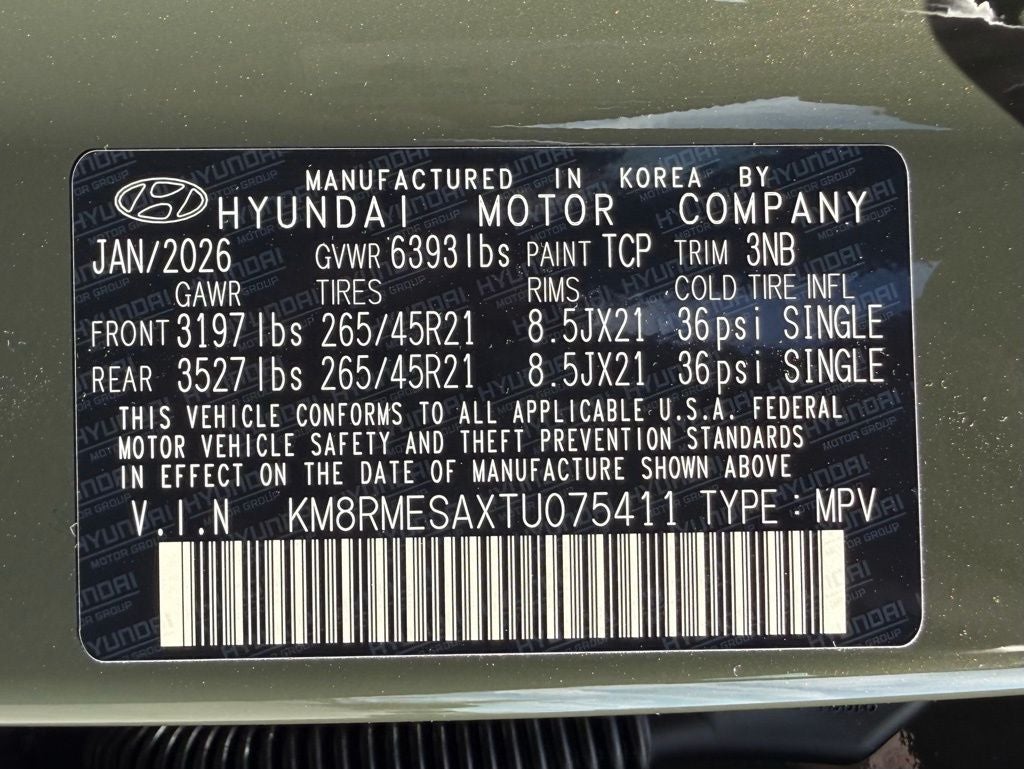 MANUFACTURED IN KOREA BY
HYUNDAI MOTOR COMPANY
JAN/2026 GVWR 6393lbs PAINT TCP TRIM 3NB
GAWR TIRES RIMS COLD TIRE INFL
FRONT 3197lbs 265/45R21 8.5JX21 36psi SINGLE
REAR 3527lbs 265/45R21 8.5JX21 36psi SINGLE
THIS VEHICLE CONFORMS TO ALL APPLICABLE U.S.A. FEDERAL
MOTOR VEHICLE SAFETY AND THEFT PREVENTION STANDARDS
IN EFFECT ON THE DATE OF MANUFACTURE SHOWN ABOVE
V.I.N KM8RMESAXTU075411 TYPE : MPV